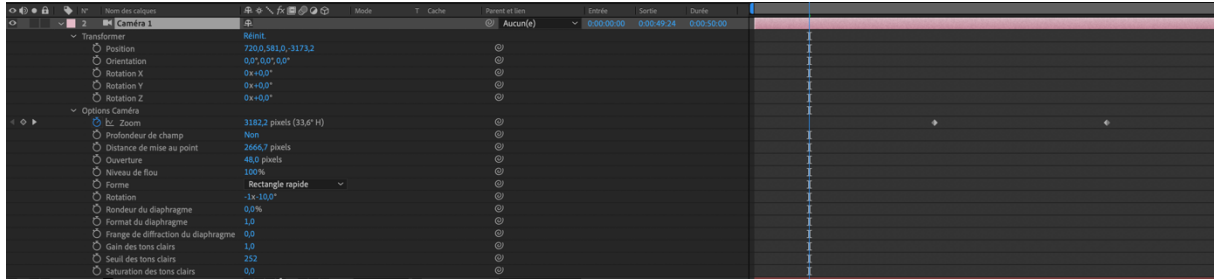 N° Nom des calques Mode T Cache Parent et lien Entrée Sortie Durée
2 Caméra 1 Aucun(e) 0:00:00:00 0:00:49:24 0:00:50:00
Transformer Réinit.
Position 720,0,581,0,-3173,2
Orientation 0,0°,0,0°,0,0°
Rotation X 0x+0,0°
Rotation Y 0x+0,0°
Rotation Z 0x+0,0°
Options Caméra
Zoom 3182,2 pixels (33,6° H)
Profondeur de champ Non
Distance de mise au point 2666,7 pixels
Ouverture 48,0 pixels
Niveau de flou 100%
Forme Rectangle rapide
Rotation -1x-10,0°
Rondeur du diaphragme 0,0%
Format du diaphragme 1,0
Frange de diffraction du diaphragme 0,0
Gain des tons clairs 1,0
Seuil des tons clairs 252
Saturation des tons clairs 0,0